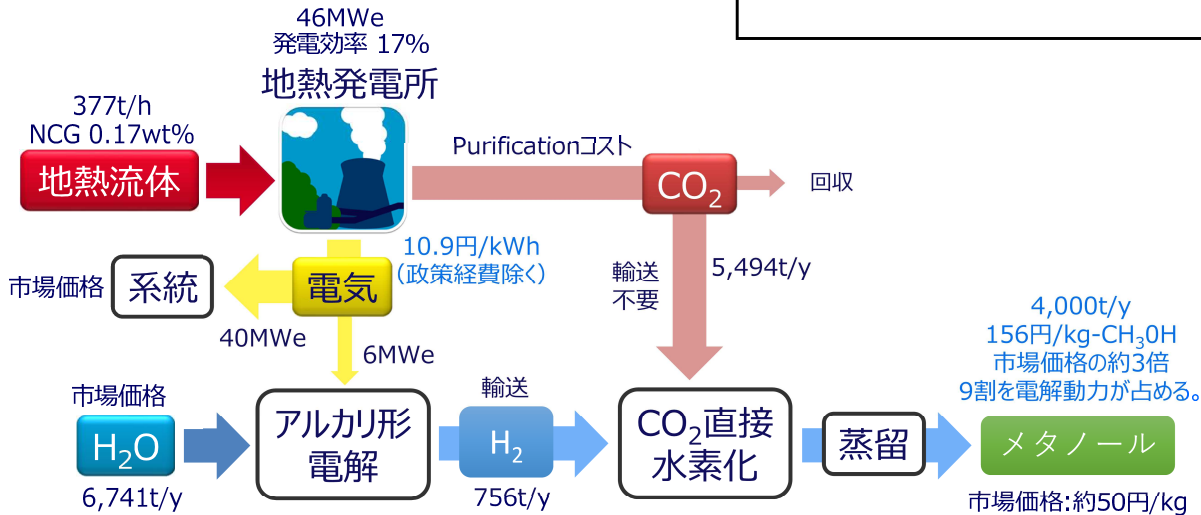 46MWe
発電効率 17%
地熱発電所
377t/h
NCG 0.17wt%
地熱流体
Purificationコスト
CO₂
回収
10.9円/kWh
（政策経費除く）
市場価格
系統
電気
輸送
不要
5,494t/y
40MWe
6MWe
4,000t/y
156円/kg-CH₃0H
市場価格の約3倍
9割を電解動力が占める。
市場価格
H₂O
6,741t/y
アルカリ形
電解
輸送
H₂
756t/y
CO₂直接
水素化
蒸留
メタノール
市場価格:約50円/kg